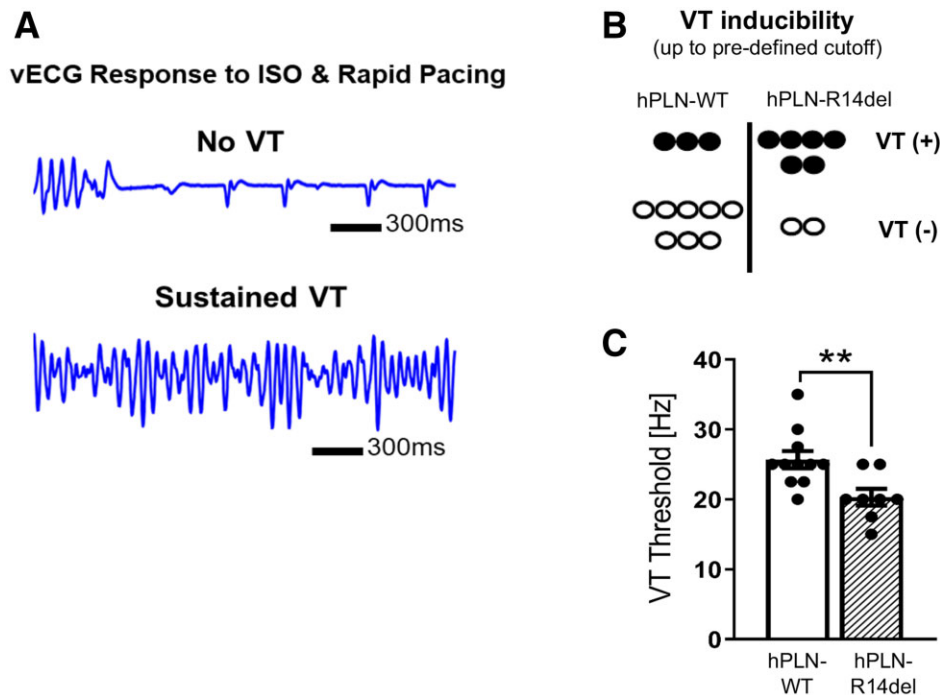 A
vECG Response to ISO & Rapid Pacing
No VT
300ms
Sustained VT
300ms
B
VT inducibility
(up to pre-defined cutoff)
hPLN-WT
hPLN-R14del
VT (+)
VT (-)
C
**
VT Threshold [Hz]
40
30
20
10
0
hPLN-
WT
hPLN-
R14del